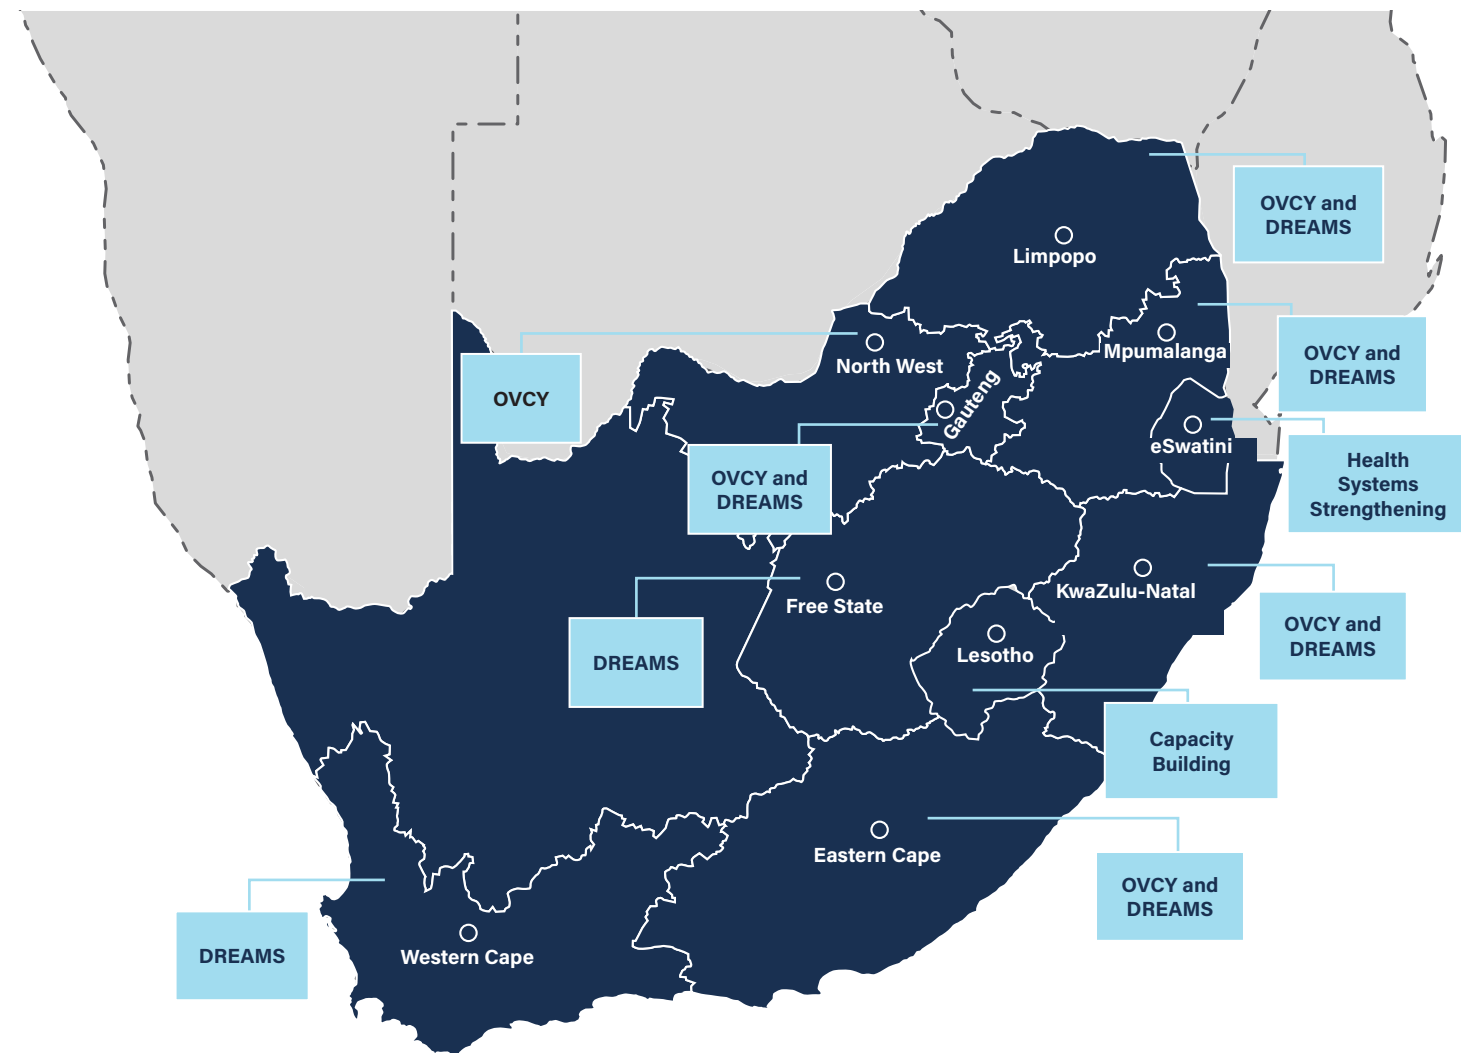 OVCY and
DREAMS
Limpopo
OVCY and
DREAMS
Mpumalanga
North West
OVCY
Gauteng
eSwatini
Health
Systems
Strengthening
OVCY and
DREAMS
KwaZulu-Natal
Free State
OVCY and
DREAMS
DREAMS
Lesotho
Capacity
Building
Eastern Cape
OVCY and
DREAMS
DREAMS
Western Cape